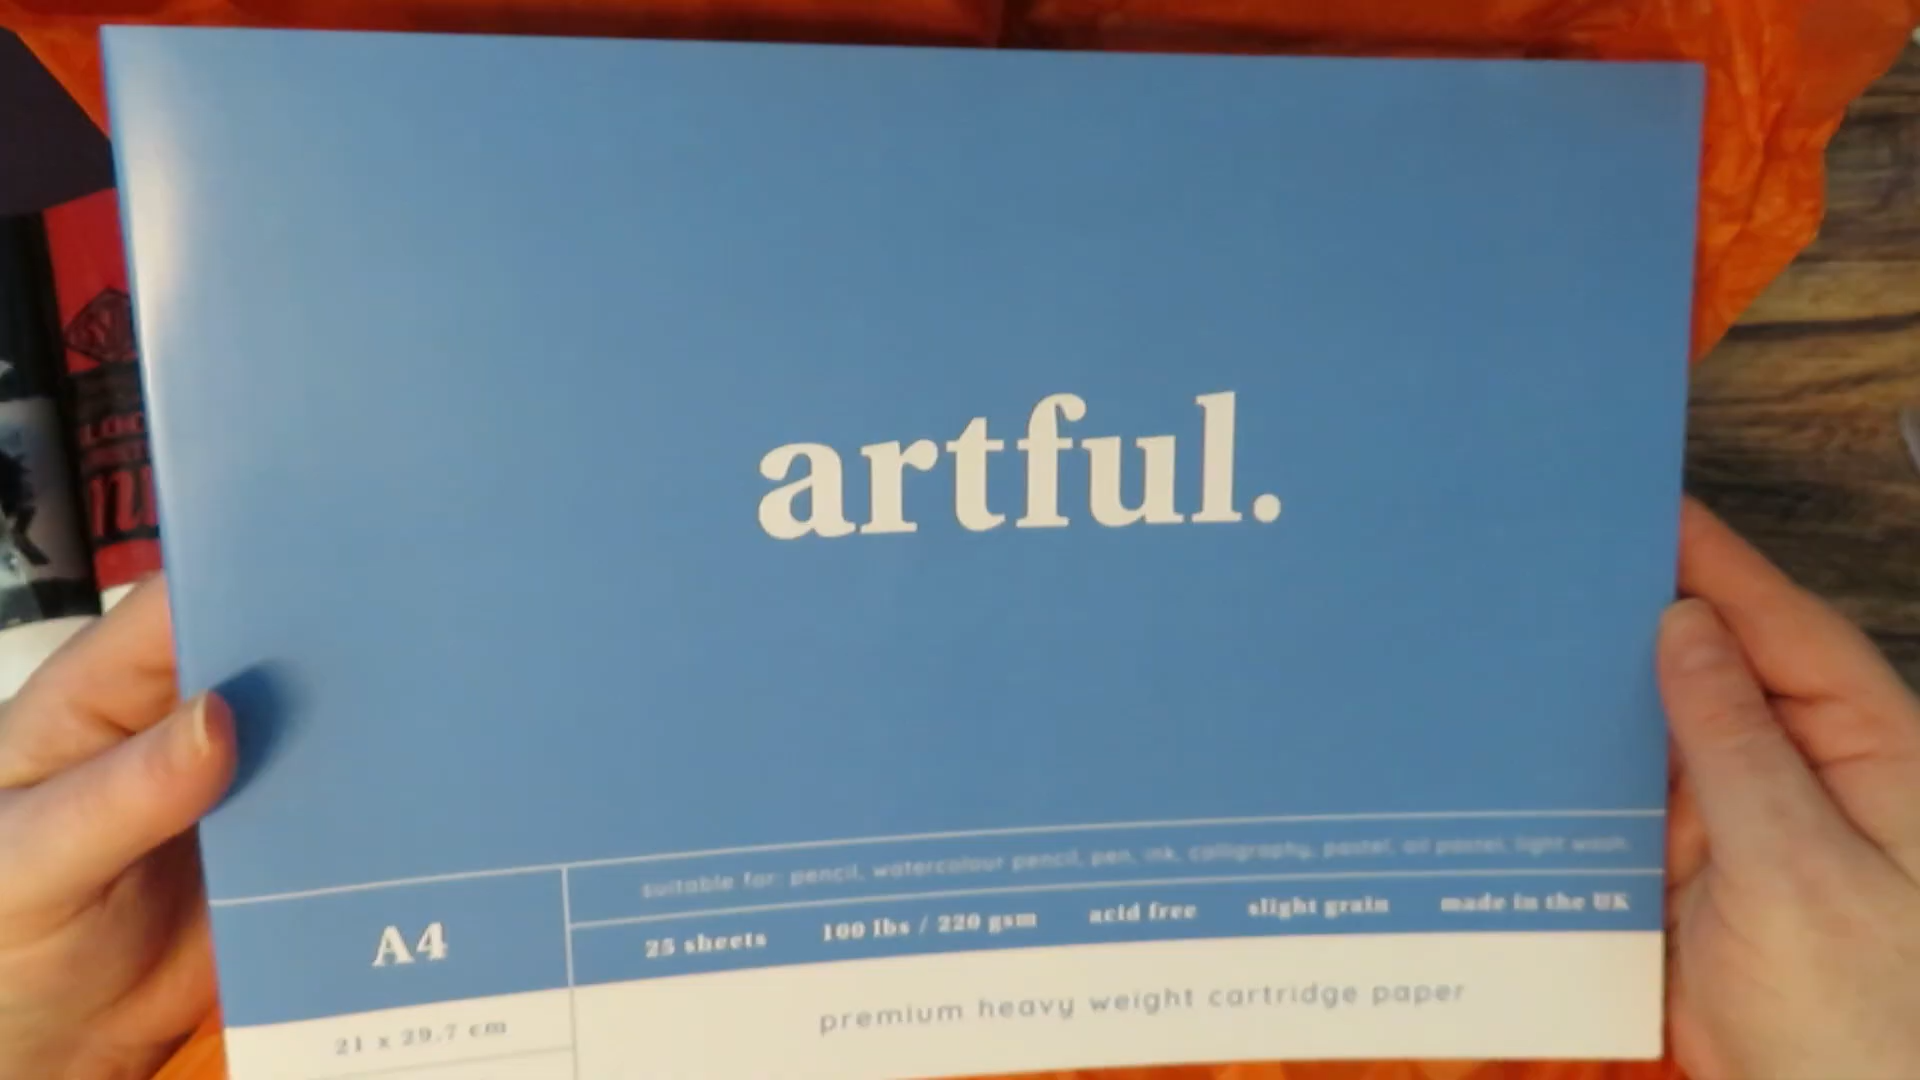 artful.
suitable for: pencil, watercolour pencil, pen, ink, calligraphy, pastel, oil pastel, light wash.
A4
25 sheets 100 lbs / 220 gsm acid free slight grain made in the UK
21 x 29.7 cm
premium heavy weight cartridge paper